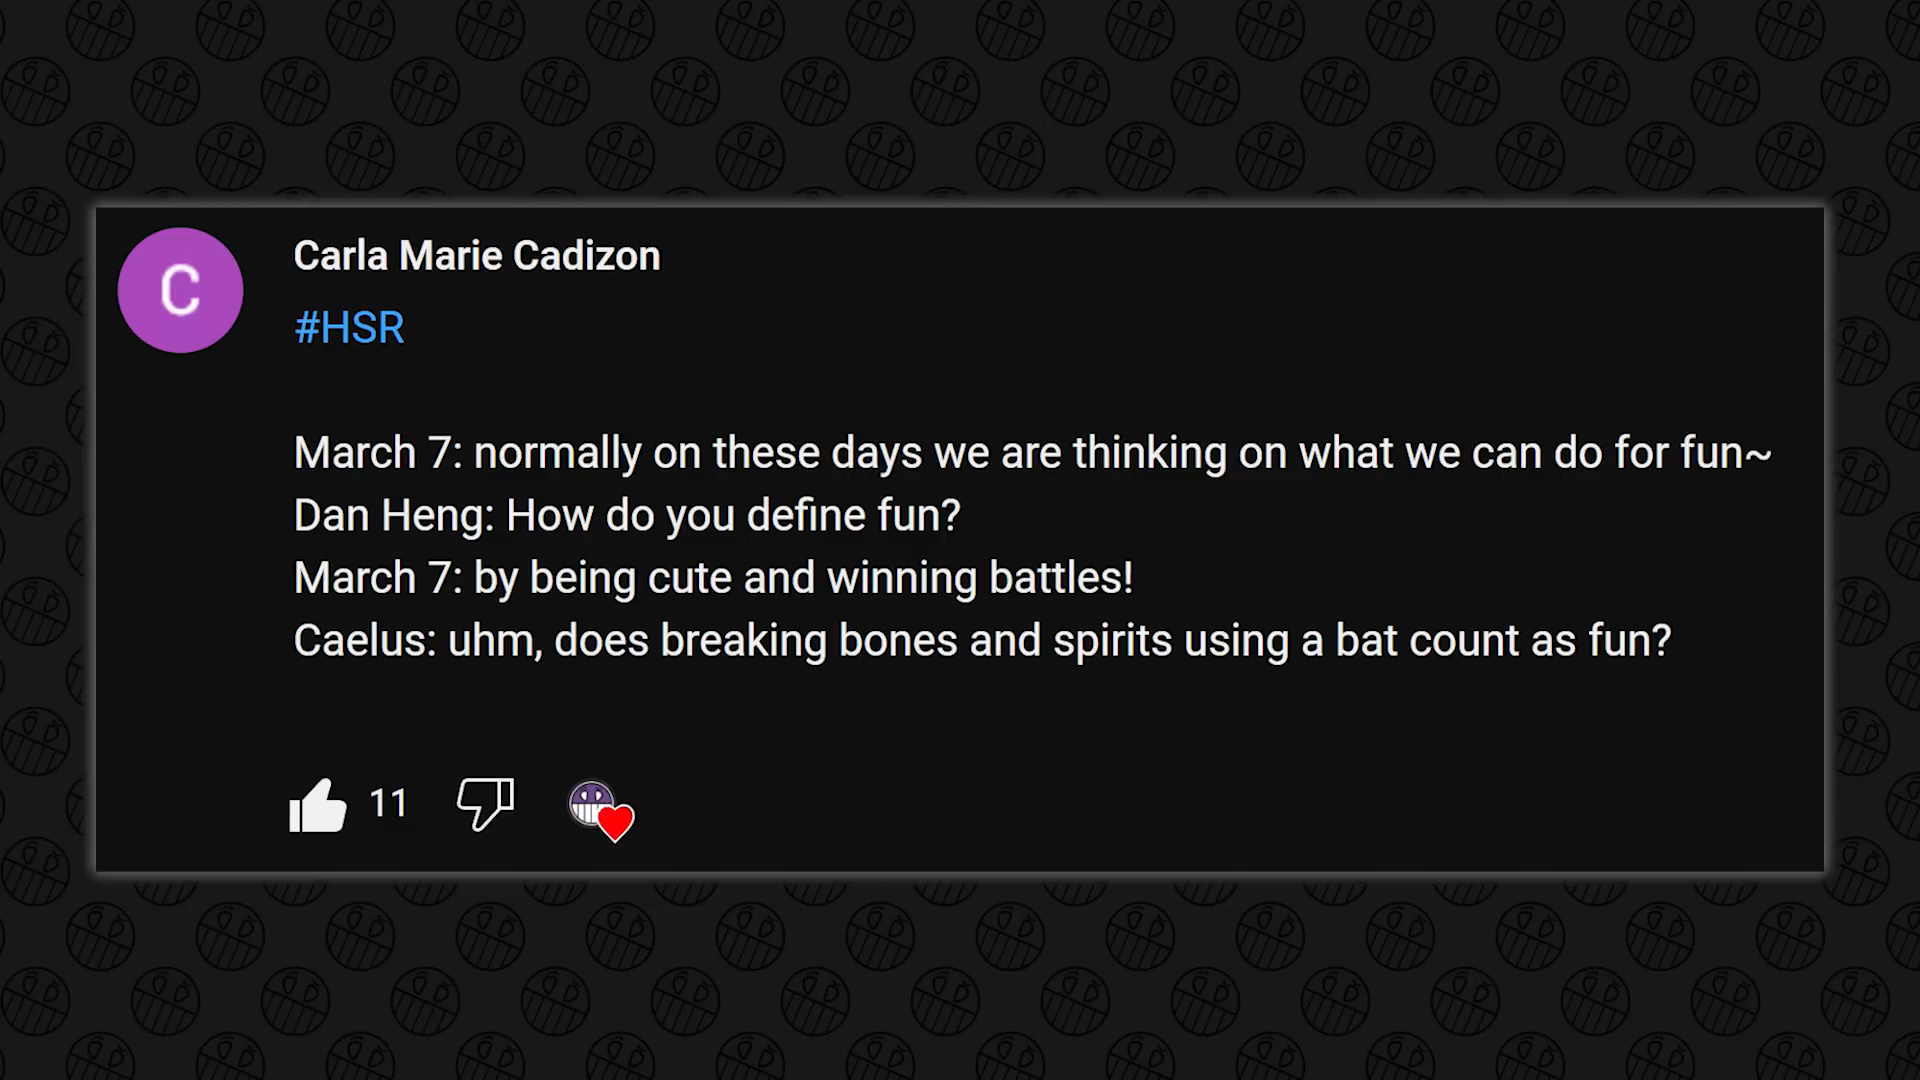 C
Carla Marie Cadizon
#HSR
March 7: normally on these days we are thinking on what we can do for fun~
Dan Heng: How do you define fun?
March 7: by being cute and winning battles!
Caelus: uhm, does breaking bones and spirits using a bat count as fun?
11